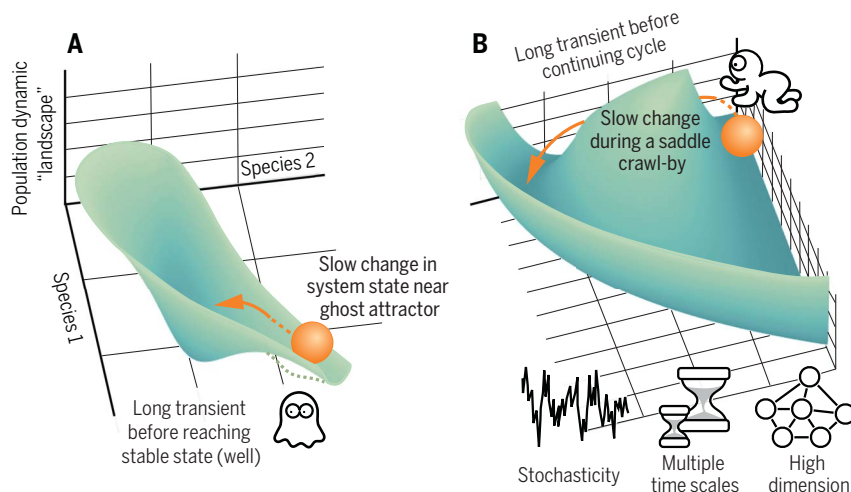 A
Population dynamic
“landscape”
Species 2
Species 1
Slow change in
system state near
ghost attractor
Long transient
before reaching
stable state (well)
B
Long transient before
continuing cycle
Slow change
during a saddle
crawl-by
Stochasticity
Multiple
time scales
High
dimension